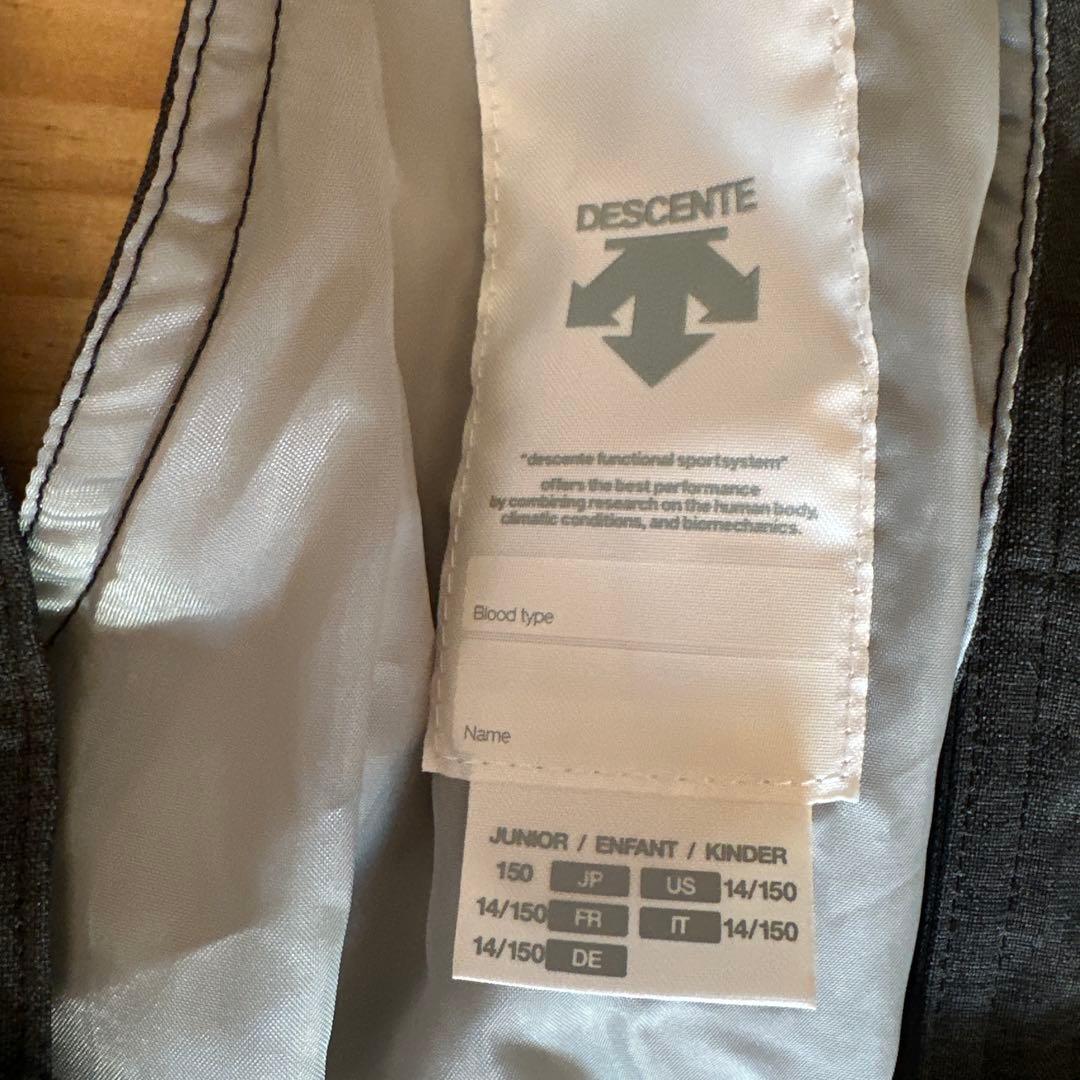 DESCENTE
"descente functional sportsystem"
offers the best performance
by combining research on the human body,
climatic conditions, and biomechanics.
Blood type
Name
JUNIOR / ENFANT / KINDER
150 JP US 14/150
14/150 FR IT 14/150
14/150 DE